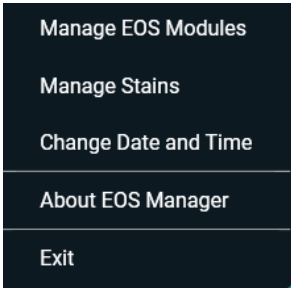 Manage EOS Modules
Manage Stains
Change Date and Time
About EOS Manager
Exit